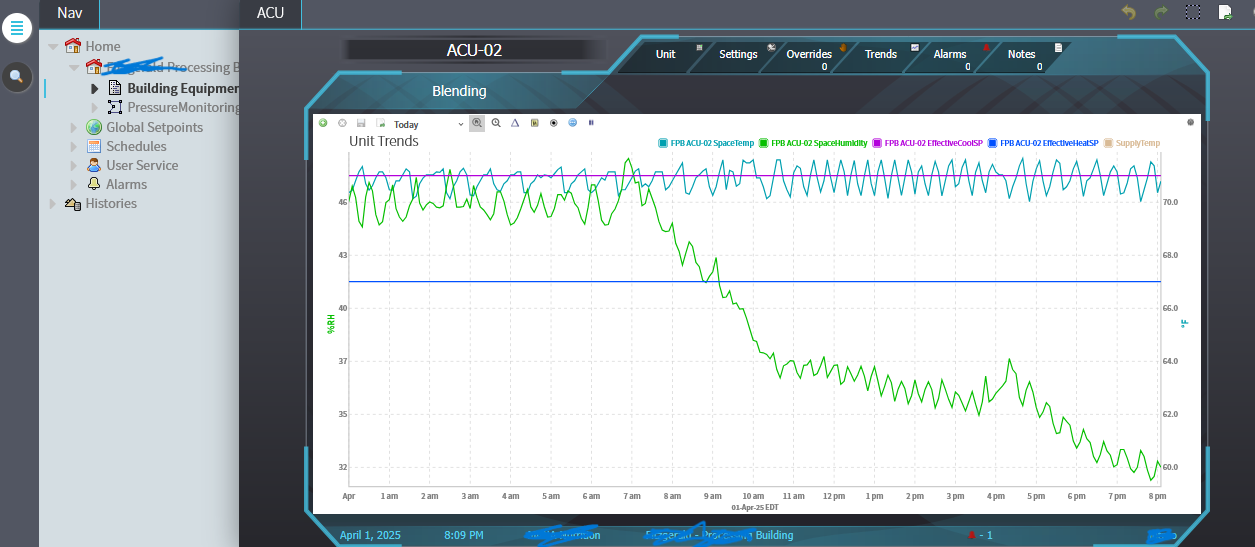 Nav
ACU
Home
Processing B
Building Equipmer
PressureMonitoring
Global Setpoints
Schedules
User Service
Alarms
Histories
ACU-02
Unit Settings Overrides 0 Trends Alarms 0 Notes 0
Blending
Today
Unit Trends
FPB ACU-02 SpaceTemp FPB ACU-02 SpaceHumidity FPB ACU-02 EffectiveCoolSP FPB ACU-02 EffectiveHeatSP SupplyTemp
46 70.0
43 68.0
40 66.0
%RH °F
37 64.0
35 62.0
32 60.0
Apr 1 am 2 am 3 am 4 am 5 am 6 am 7 am 8 am 9 am 10 am 11 am 12 pm 1 pm 2 pm 3 pm 4 pm 5 pm 6 pm 7 pm 8 pm
01-Apr-25 EDT
April 1, 2025 8:09 PM Building - 1